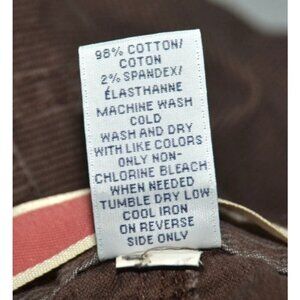 98% COTTON/
COTON
2% SPANDEX/
ÉLASTHANNE
MACHINE WASH
COLD
WASH AND DRY
WITH LIKE COLORS
ONLY NON-
CHLORINE BLEACH
WHEN NEEDED
TUMBLE DRY LOW
COOL IRON
ON REVERSE
SIDE ONLY